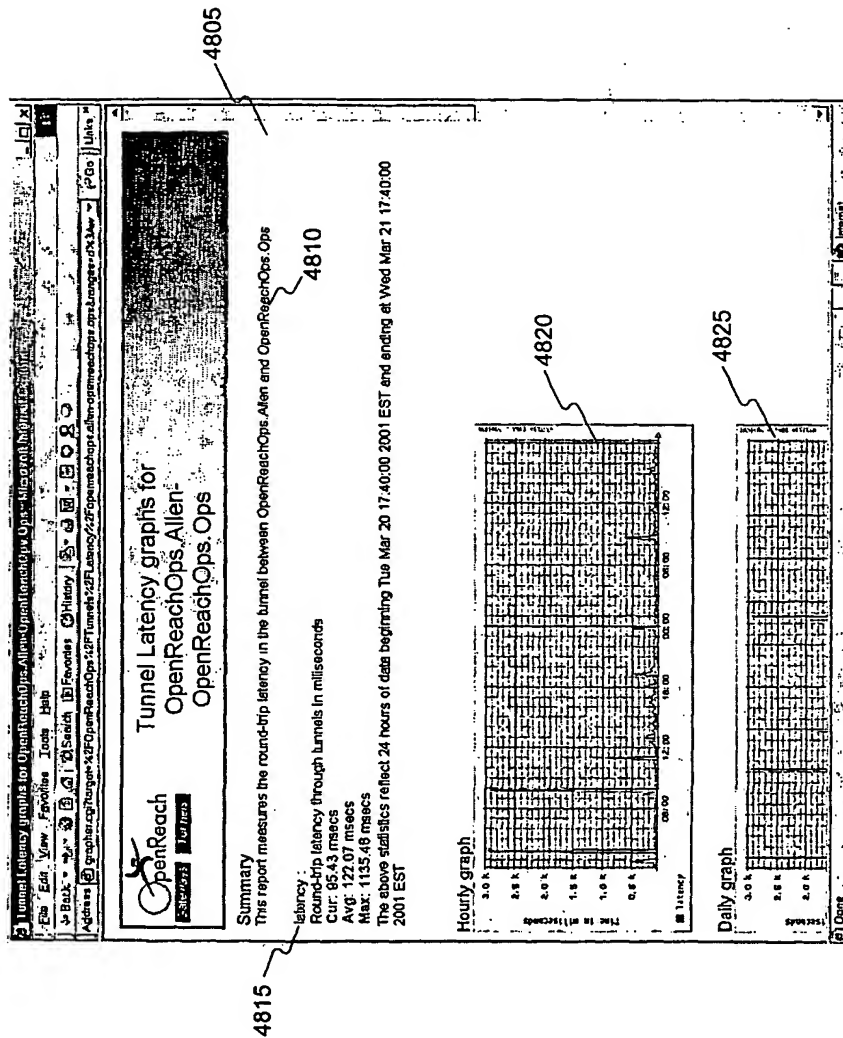 Tunnel Latency graphs for OpenReachOps.Allen-OpenReachOps.Ops - Microsoft
File Edit View Favorites Tools Help
Back Search Favorites History
Address
Go Links
OpenReach
Tunnel Latency graphs for
OpenReachOps.Allen-
OpenReachOps.Ops
4805
Summary
This report measures the round-trip latency in the tunnel between OpenReachOps.Allen and OpenReachOps.Ops
4810
4815
latency :
Round-trip latency through tunnels in milliseconds
Cur: 95.43 msecs
Avg: 122.07 msecs
Max: 1135.48 msecs
The above statistics reflect 24 hours of data beginning Tue Mar 20 17:40:00 2001 EST and ending at Wed Mar 21 17:40:00
2001 EST
Hourly graph
4820
3.0 k
2.5 k
2.0 k
1.5 k
1.0 k
0.5 k
Time in milliseconds
08:00 12:00 18:00 00:00 06:00 12:00
latency
Daily graph
4825
3.0 k
2.5 k
2.0 k
Done
Internet